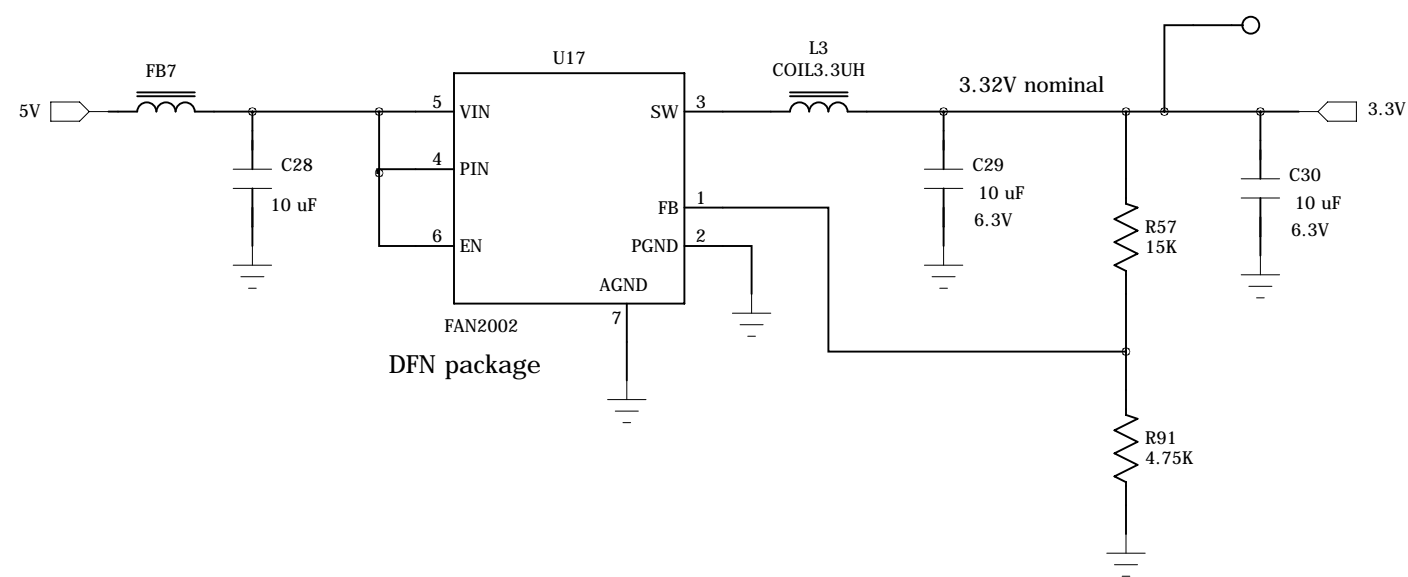 U17
L3
COIL3.3UH
FB7
3.32V nominal
5V
5
VIN
SW
3
3.3V
4
PIN
C28
10 uF
C29
10 uF
6.3V
C30
10 uF
6.3V
FB
1
R57
15K
6
EN
PGND
2
AGND
7
FAN2002
DFN package
R91
4.75K